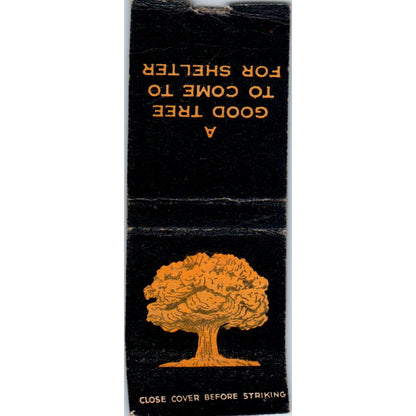 A
GOOD TREE
TO COME TO
FOR SHELTER
CLOSE COVER BEFORE STRIKING